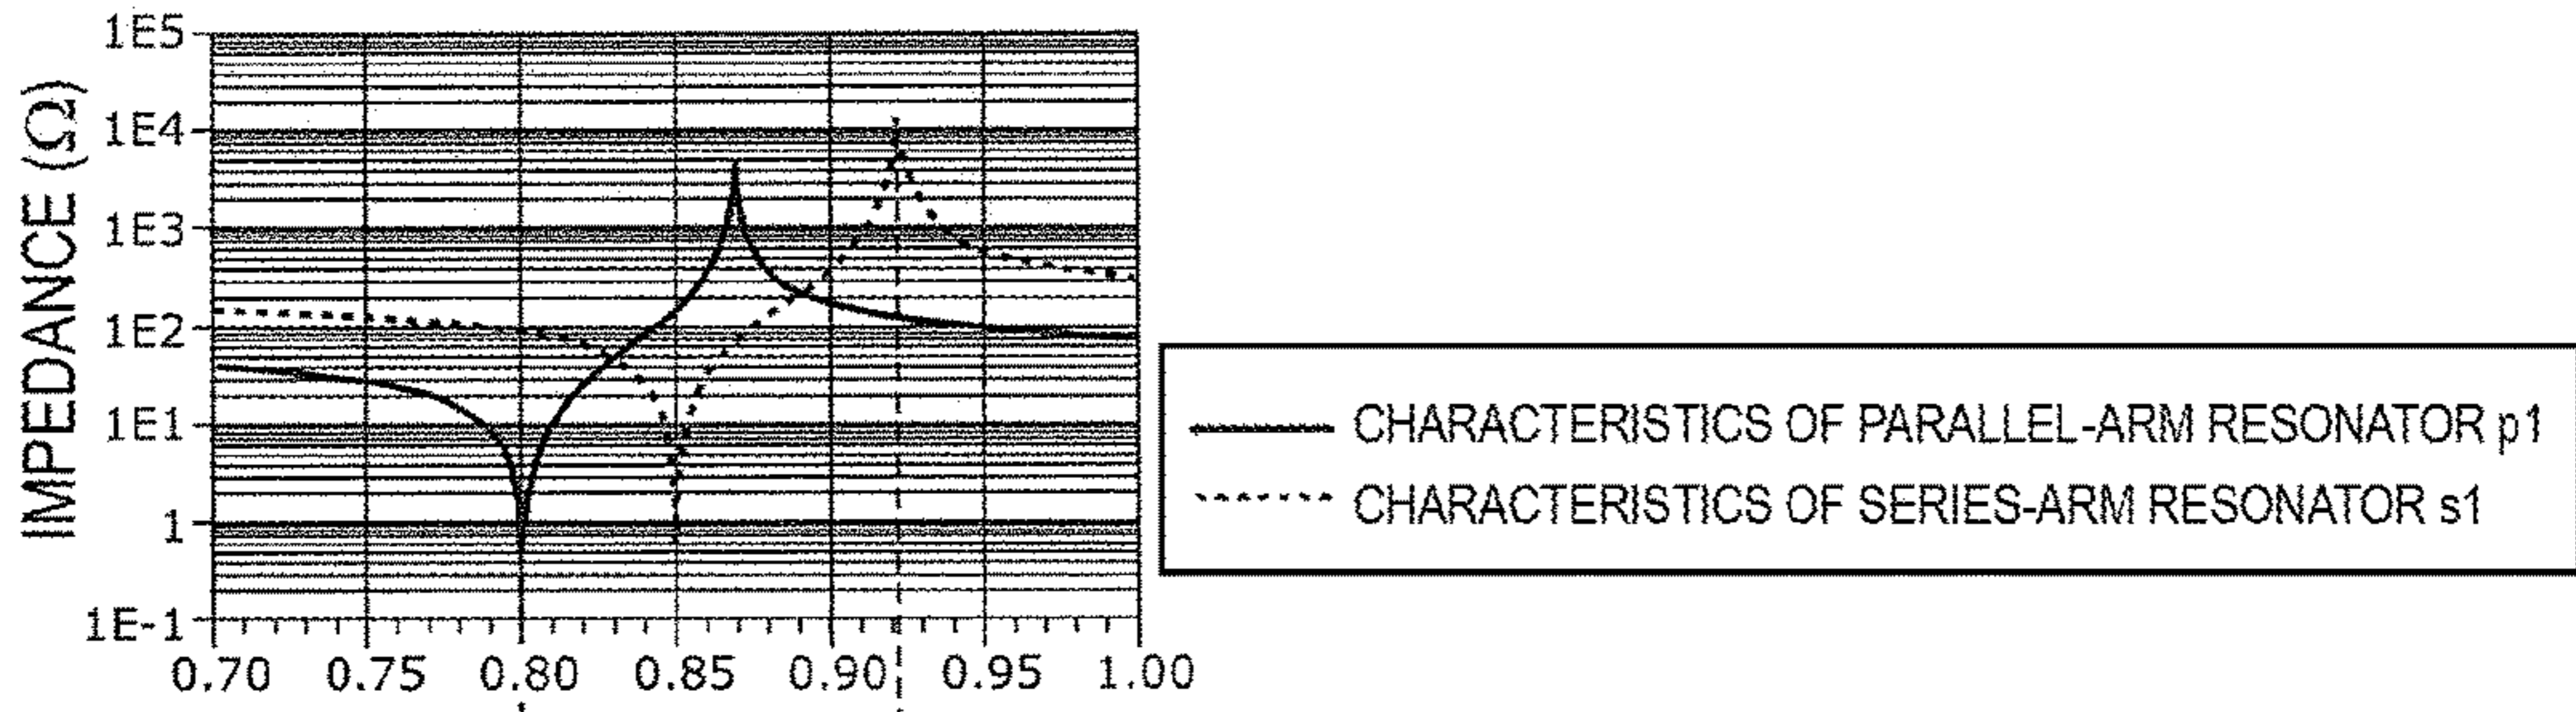 IMPEDANCE (Ω)
1E5
1E4
1E3
1E2
1E1
1
1E-1
0.70 0.75 0.80 0.85 0.90 0.95 1.00
CHARACTERISTICS OF PARALLEL-ARM RESONATOR p1
CHARACTERISTICS OF SERIES-ARM RESONATOR s1